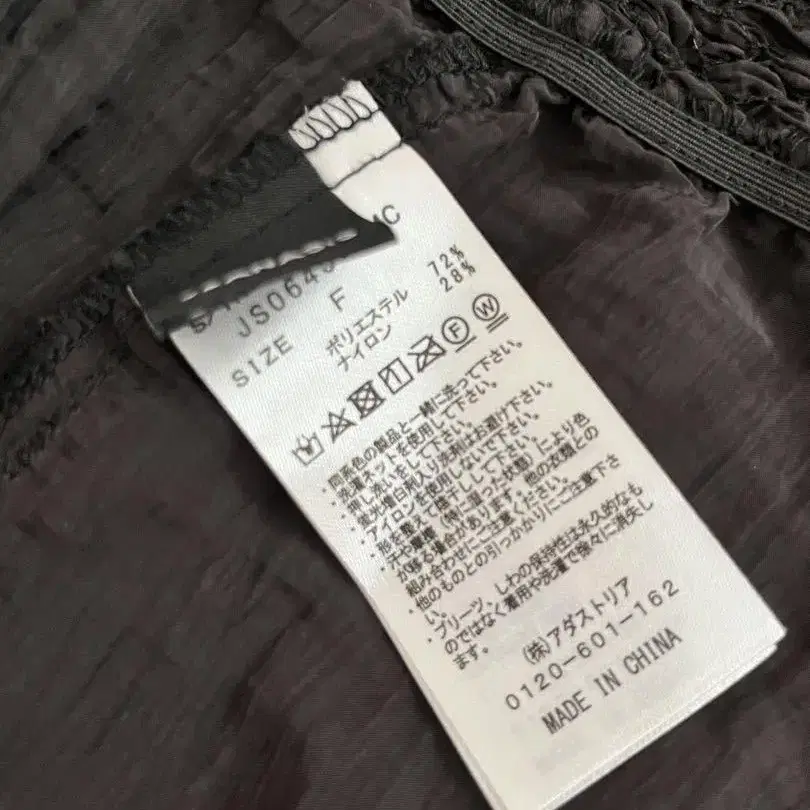 MC
JS064
SIZE F
ポリエステル 72%
ナイロン 28%
F W
・同系色の製品と一緒に洗って下さい。
・洗濯ネットを使用して下さい。
・押し洗いをして下さい。
・蛍光増白剤入り洗剤はお避け下さい。
・アイロンを使用しないで下さい。
・形を整えて陰干しして下さい。
・汗や摩擦（特に湿った状態）により色
が移る場合があります。他の衣類との
組み合わせにご注意ください。
・他のものとの引っかかりにご注意下さ
い。
・プリーツ、しわの保持性は永久的なも
のではなく着用や洗濯で徐々に消失し
ます。
(株)アダストリア
0120-601-162
MADE IN CHINA